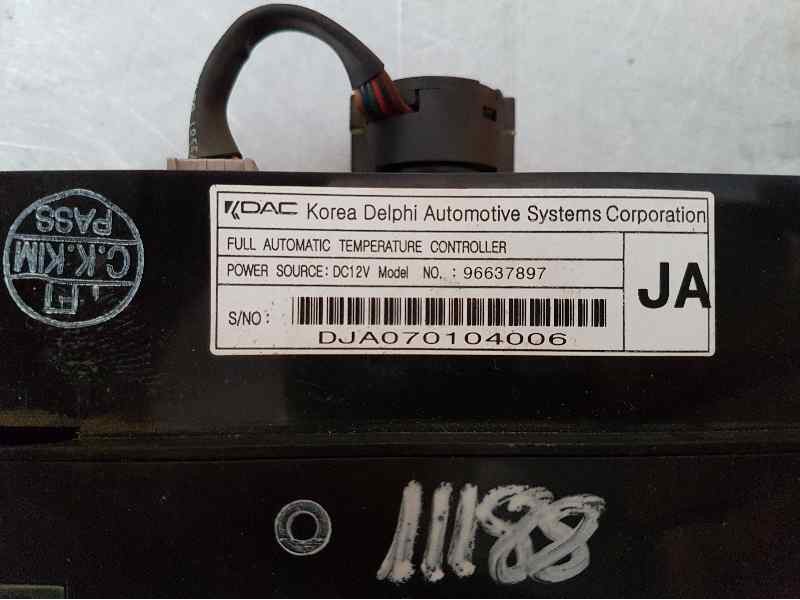 KDAC Korea Delphi Automotive Systems Corporation
FULL AUTOMATIC TEMPERATURE CONTROLLER
POWER SOURCE: DC12V Model NO. : 96637897
JA
S/NO :
DJA070104006
C.K.KIM
PASS
11188